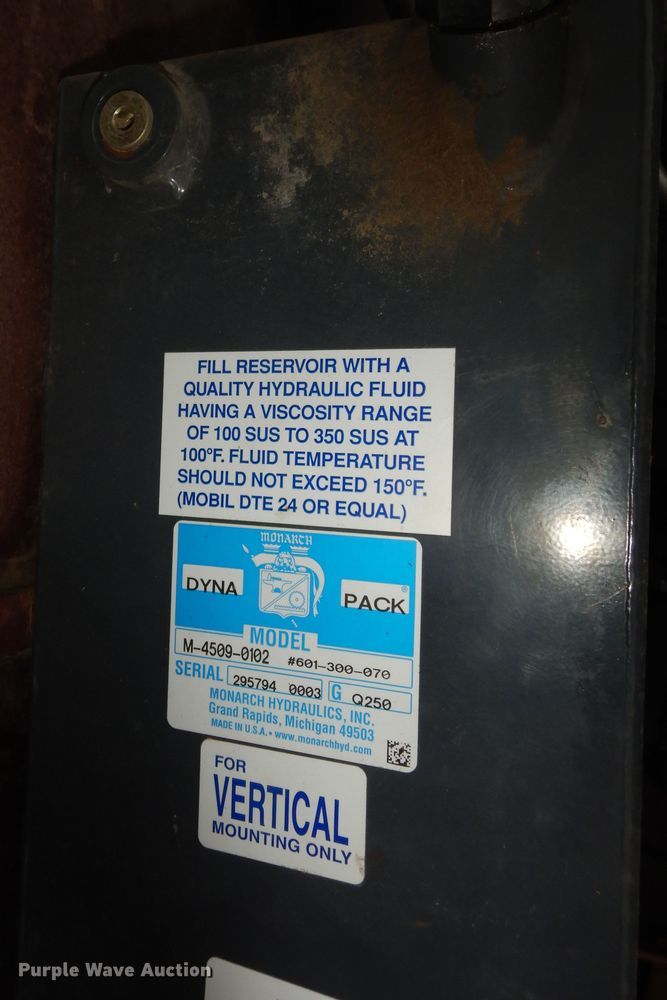 FILL RESERVOIR WITH A
QUALITY HYDRAULIC FLUID
HAVING A VISCOSITY RANGE
OF 100 SUS TO 350 SUS AT
100°F. FLUID TEMPERATURE
SHOULD NOT EXCEED 150°F.
(MOBIL DTE 24 OR EQUAL)
MONARCH
DYNA PACK®
MODEL
M-4509-0102 #601-300-070
SERIAL 295794 0003 G Q250
MONARCH HYDRAULICS, INC.
Grand Rapids, Michigan 49503
MADE IN U.S.A. • www.monarchhyd.com
FOR
VERTICAL
MOUNTING ONLY
Purple Wave Auction